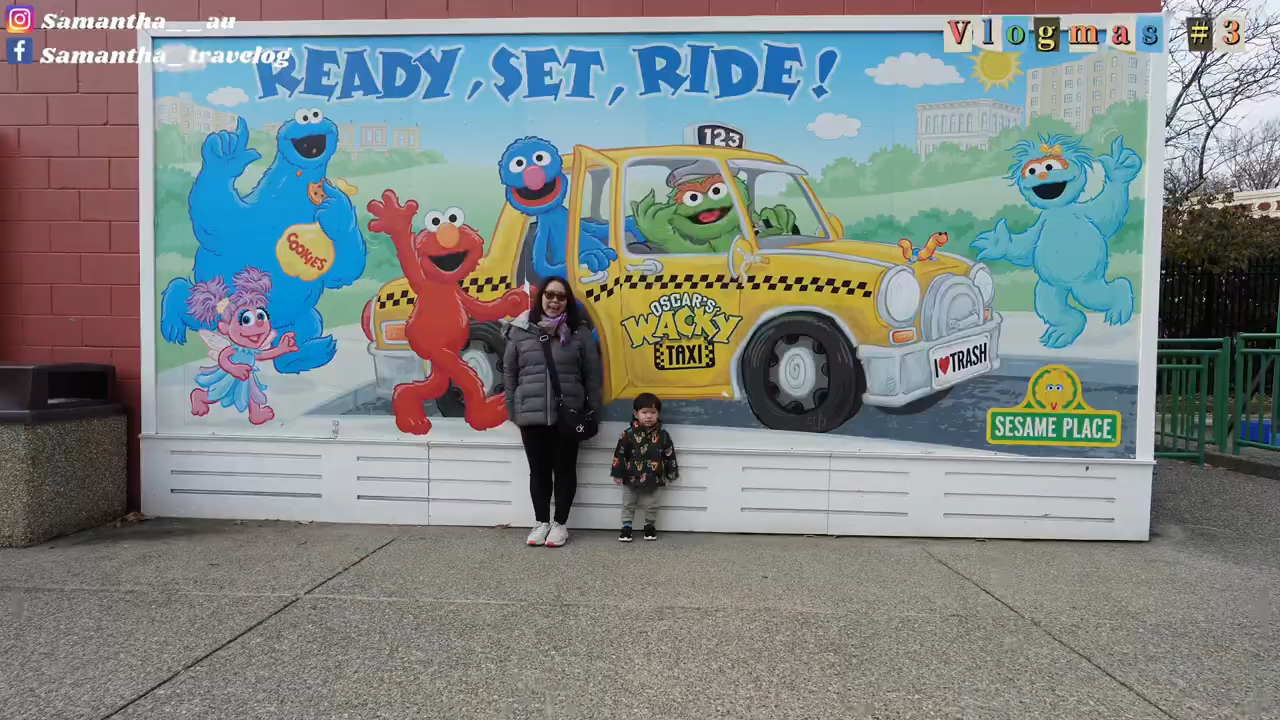 Samantha__au
Samantha_travelog
Vlogmas #3
READY, SET, RIDE!
123
COOKIES
OSCAR'S
WACKY
TAXI
I♥TRASH
SESAME PLACE